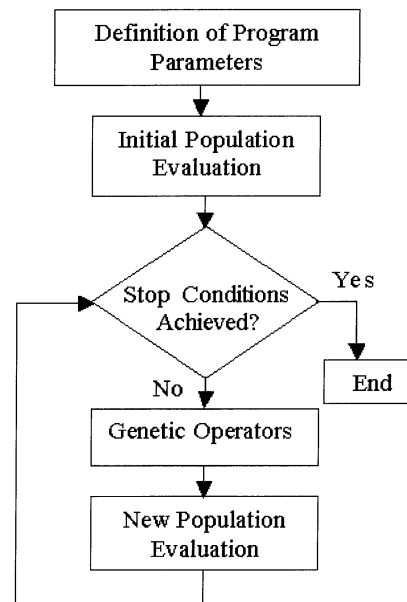 Definition of Program
Parameters
Initial Population
Evaluation
Stop Conditions
Achieved?
Yes
End
No
Genetic Operators
New Population
Evaluation